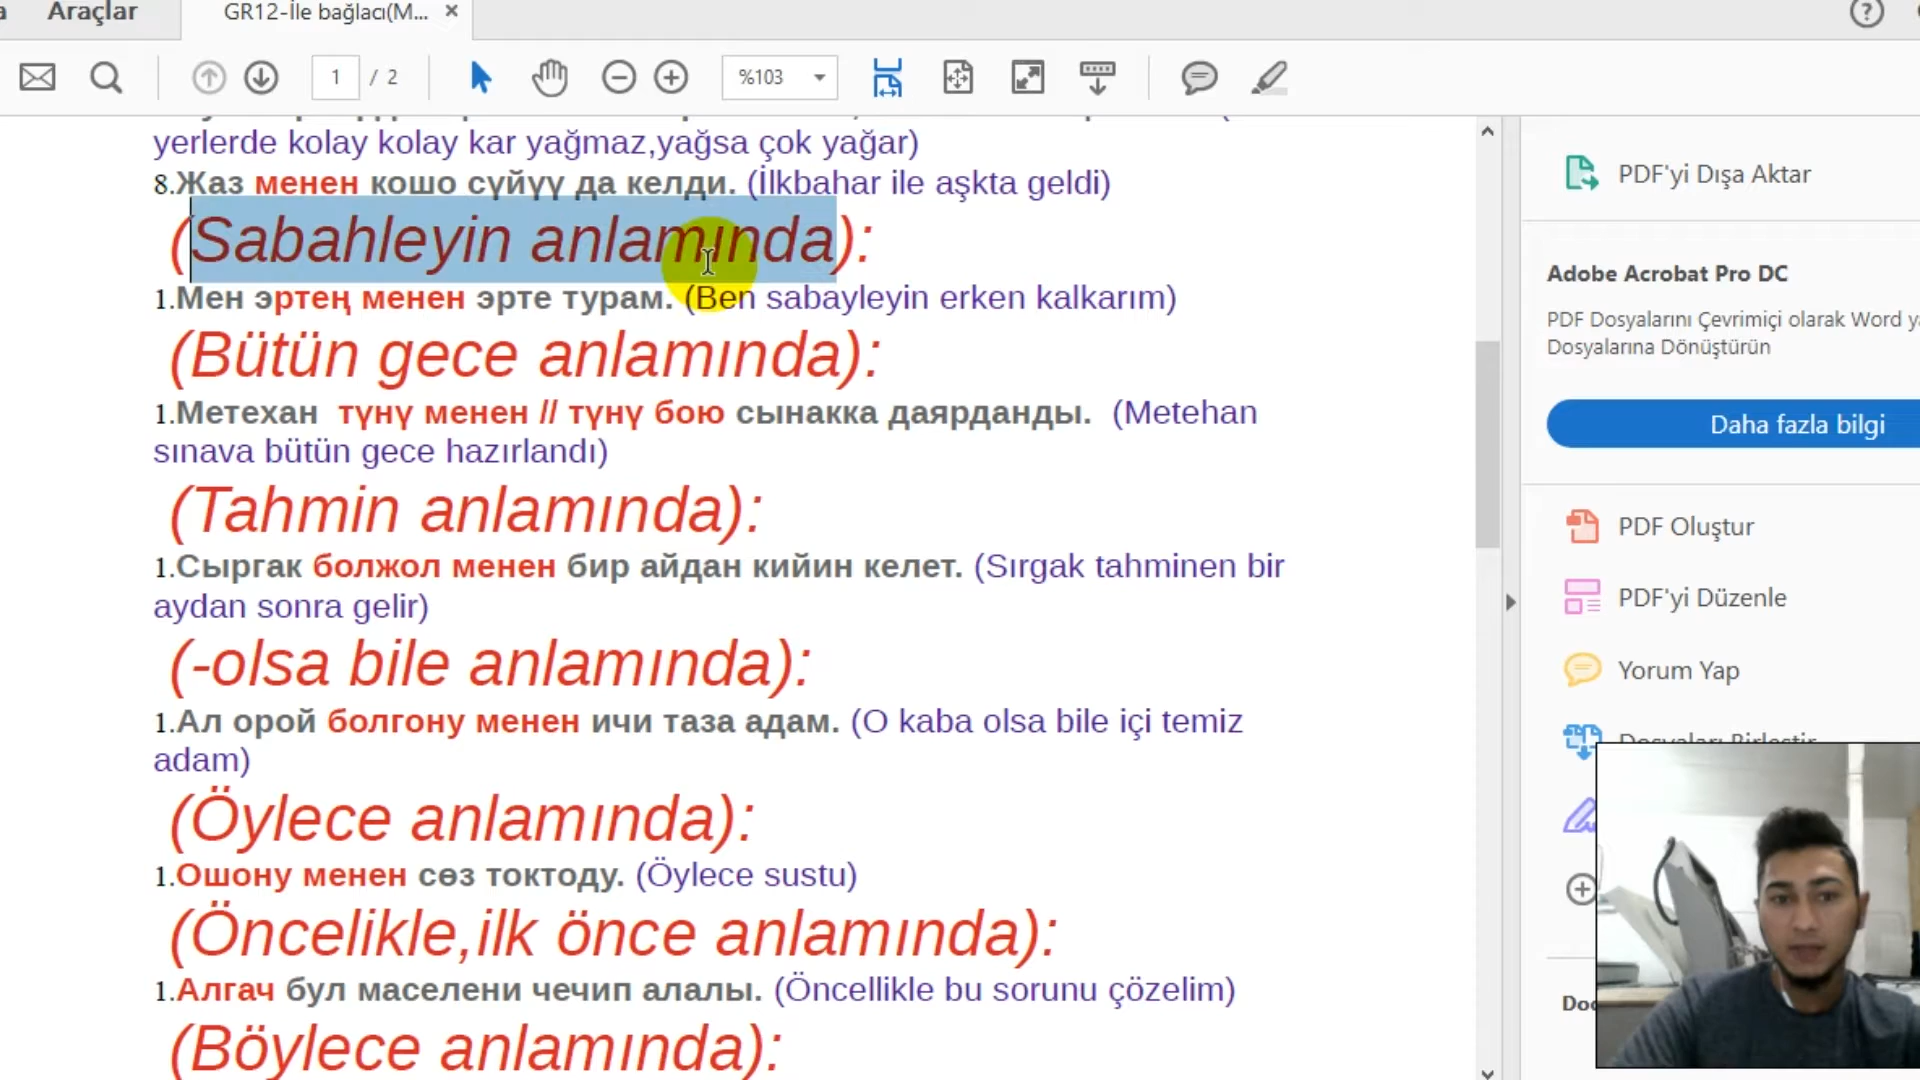 Araçlar
GR12-İle bağlacı(M... ×
1 / 2
%103
yerlerde kolay kolay kar yağmaz,yağsa çok yağar)
8.Жаз менен кошо сүйүү да келди. (İlkbahar ile aşkta geldi)
(Sabahleyin anlamında):
1.Мен эртең менен эрте турам. (Ben sabayleyin erken kalkarım)
(Bütün gece anlamında):
1.Метехан түнү менен // түнү бою сынакка даярданды. (Metehan
sınava bütün gece hazırlandı)
(Tahmin anlamında):
1.Сыргак болжол менен бир айдан кийин келет. (Sırgak tahminen bir
aydan sonra gelir)
(-olsa bile anlamında):
1.Ал орой болгону менен ичи таза адам. (O kaba olsa bile içi temiz
adam)
(Öylece anlamında):
1.Ошону менен сөз токтоду. (Öylece sustu)
(Öncelikle,ilk önce anlamında):
1.Алгач бул маселени чечип алалы. (Öncellikle bu sorunu çözelim)
(Böylece anlamında):
PDF'yi Dışa Aktar
Adobe Acrobat Pro DC
PDF Dosyalarını Çevrimiçi olarak Word
Dosyalarına Dönüştürün
Daha fazla bilgi
PDF Oluştur
PDF'yi Düzenle
Yorum Yap
Dosyaları Birleştir